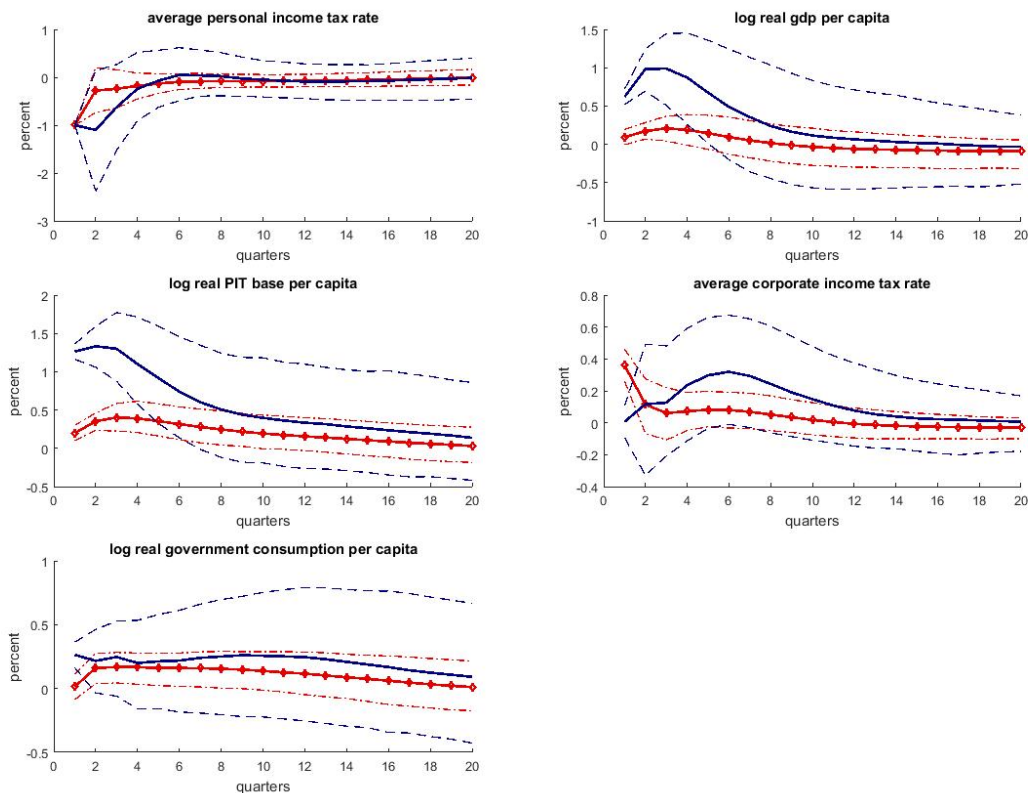 average personal income tax rate
1
0
-1
-2
-3
percent
0 2 4 6 8 10 12 14 16 18 20
quarters
log real gdp per capita
1.5
1
0.5
0
-0.5
-1
percent
0 2 4 6 8 10 12 14 16 18 20
quarters
log real PIT base per capita
2
1.5
1
0.5
0
-0.5
percent
0 2 4 6 8 10 12 14 16 18 20
quarters
average corporate income tax rate
0.8
0.6
0.4
0.2
0
-0.2
-0.4
percent
0 2 4 6 8 10 12 14 16 18 20
quarters
log real government consumption per capita
1
0.5
0
-0.5
percent
0 2 4 6 8 10 12 14 16 18 20
quarters